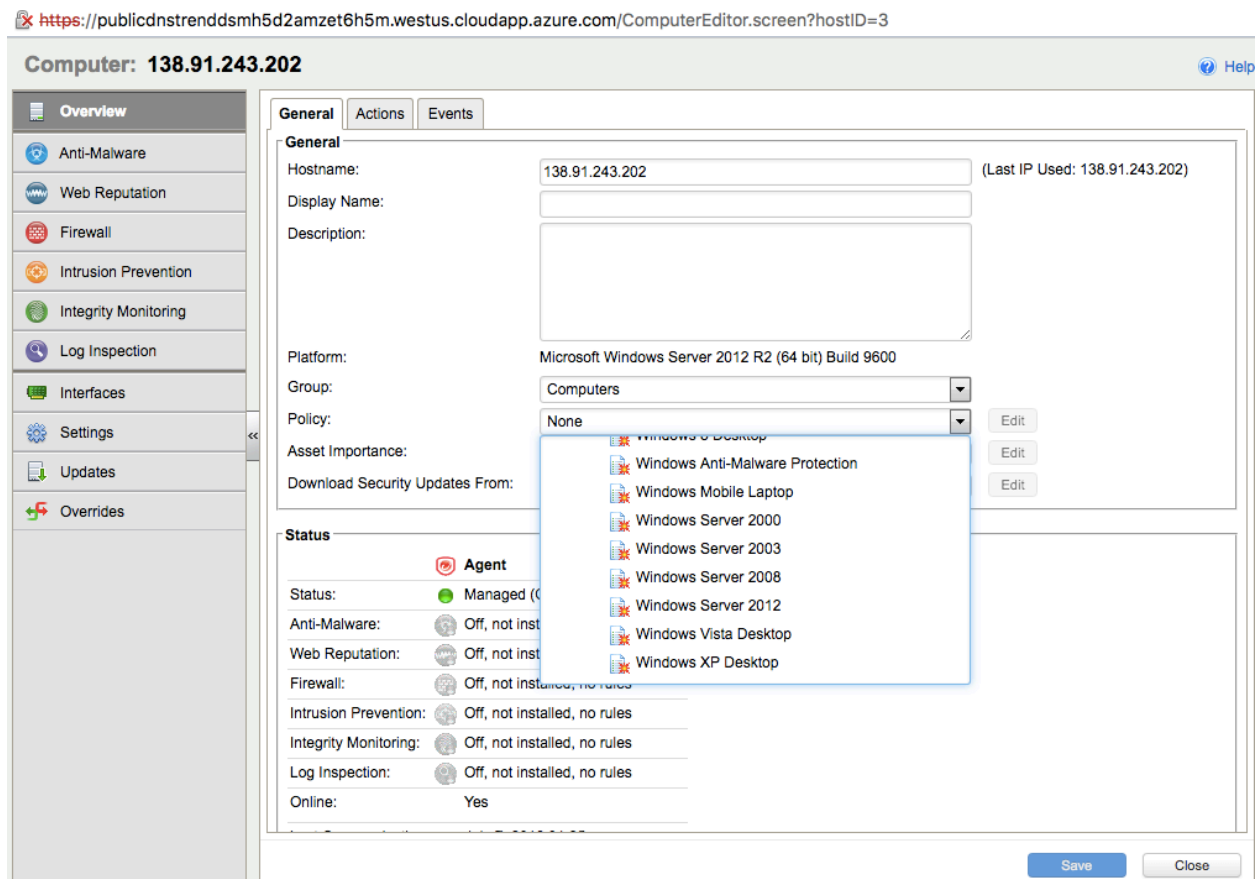 https://publicdnstrenddsmh5d2amzet6h5m.westus.cloudapp.azure.com/ComputerEditor.screen?hostID=3
Computer: 138.91.243.202
Help
Overview
Anti-Malware
Web Reputation
Firewall
Intrusion Prevention
Integrity Monitoring
Log Inspection
Interfaces
Settings
Updates
Overrides
«
General Actions Events
General
Hostname: 138.91.243.202 (Last IP Used: 138.91.243.202)
Display Name:
Description:
Platform: Microsoft Windows Server 2012 R2 (64 bit) Build 9600
Group: Computers
Policy: None Edit
Asset Importance: Edit
Download Security Updates From: Edit
Desktop
Windows Anti-Malware Protection
Windows Mobile Laptop
Windows Server 2000
Windows Server 2003
Windows Server 2008
Windows Server 2012
Windows Vista Desktop
Windows XP Desktop
Status
Agent
Status: Managed (
Anti-Malware: Off, not inst
Web Reputation: Off, not inst
Firewall: Off, not installed, no rules
Intrusion Prevention: Off, not installed, no rules
Integrity Monitoring: Off, not installed, no rules
Log Inspection: Off, not installed, no rules
Online: Yes
Save Close